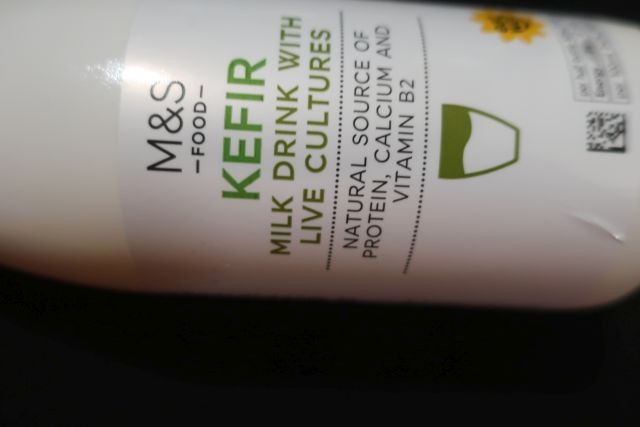 M&S
–FOOD–
KEFIR
MILK DRINK WITH
LIVE CULTURES
NATURAL SOURCE OF
PROTEIN, CALCIUM AND
VITAMIN B2